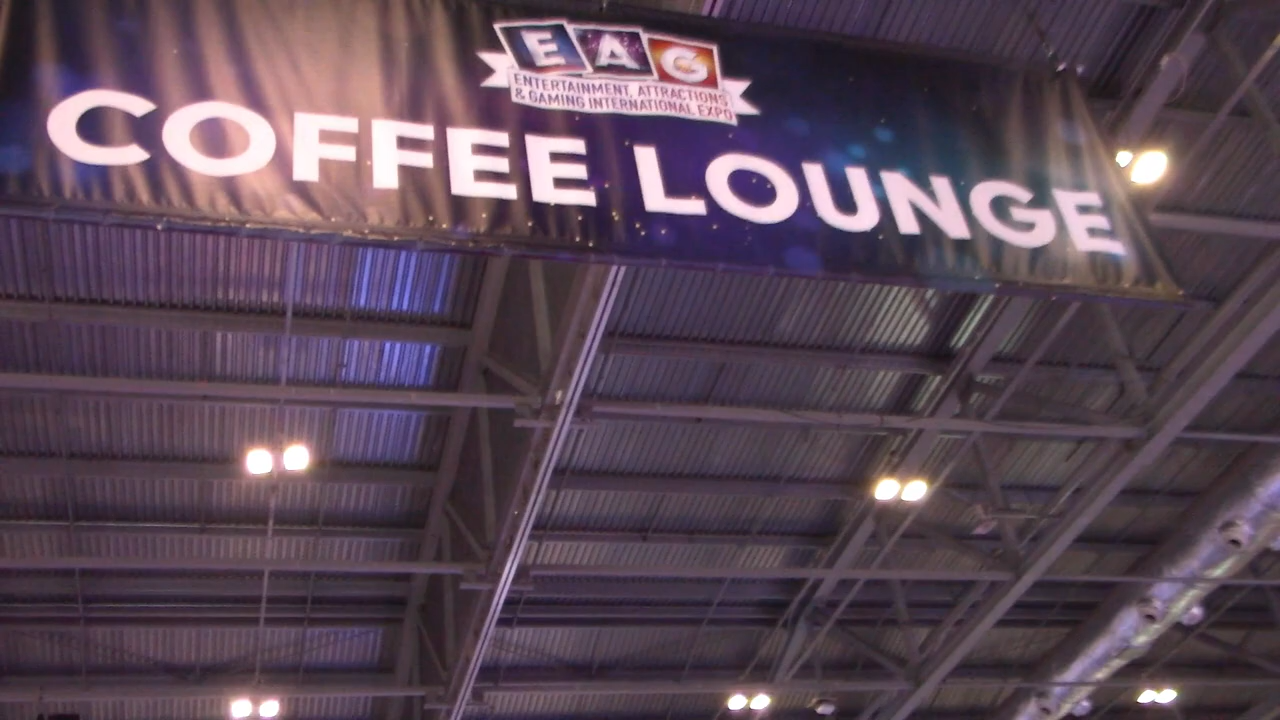 EAG
ENTERTAINMENT, ATTRACTIONS
& GAMING INTERNATIONAL EXPO
COFFEE LOUNGE